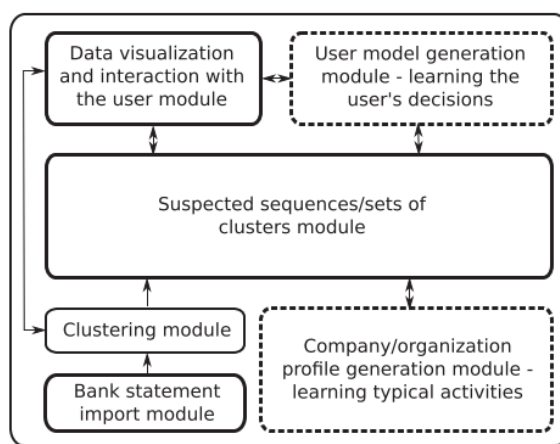 Data visualization
and interaction with
the user module
User model generation
module - learning the
user's decisions
Suspected sequences/sets of
clusters module
Clustering module
Bank statement
import module
Company/organization
profile generation module -
learning typical activities